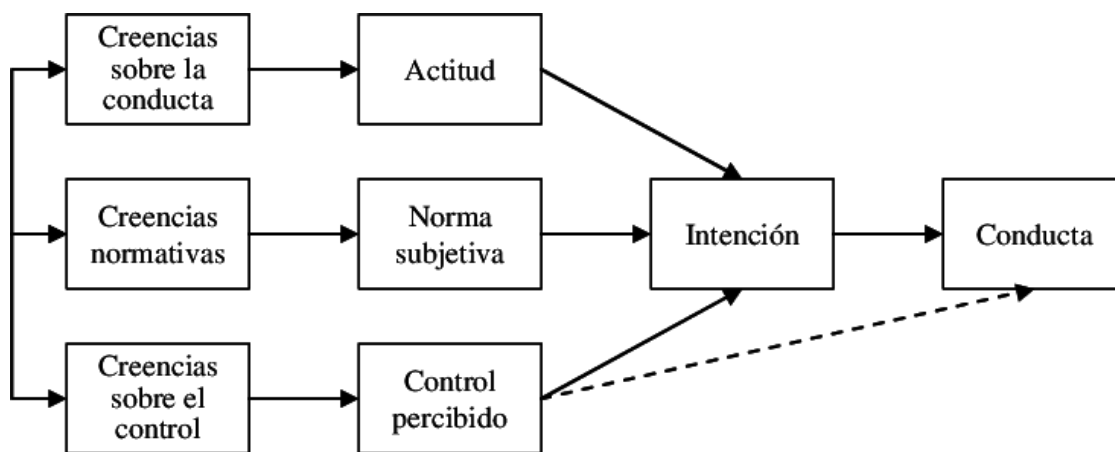 Creencias
sobre la
conducta
Actitud
Creencias
normativas
Norma
subjetiva
Intención
Conducta
Creencias
sobre el
control
Control
percibido